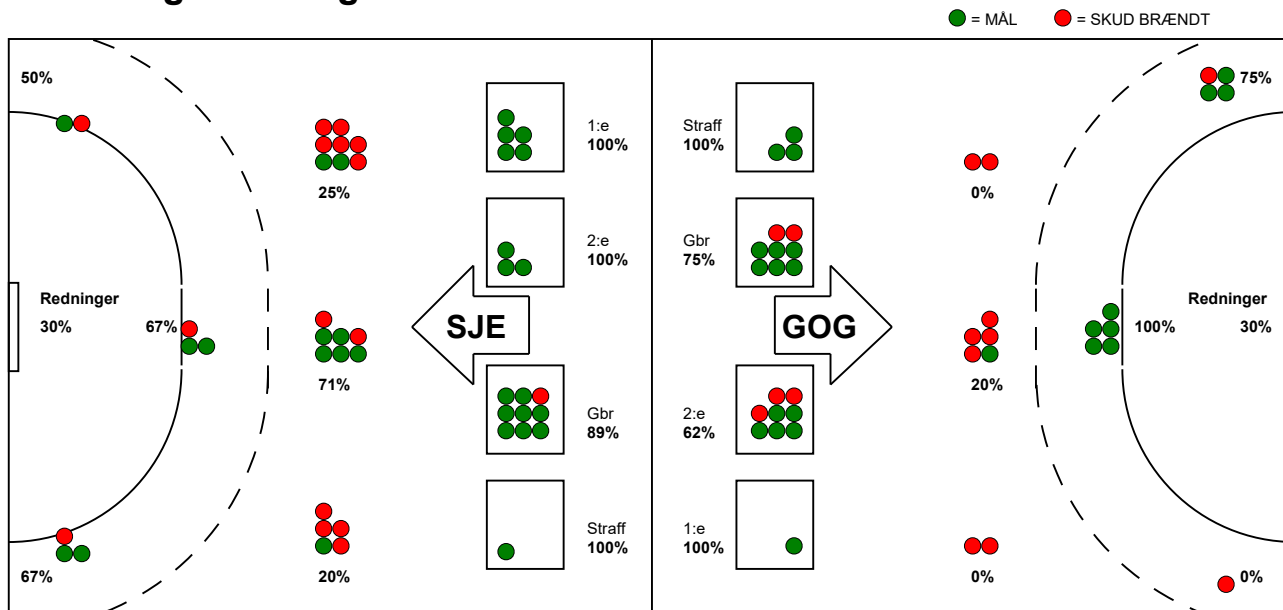 = MÅL
= SKUD BRÆNDT
50%
75%
1:e
100%
Straff
100%
25%
0%
2:e
100%
Gbr
75%
Redninger
30%
67%
SJE
GOG
100%
Redninger
30%
71%
20%
Gbr
89%
2:e
62%
Straff
100%
1:e
100%
67%
20%
0%
0%